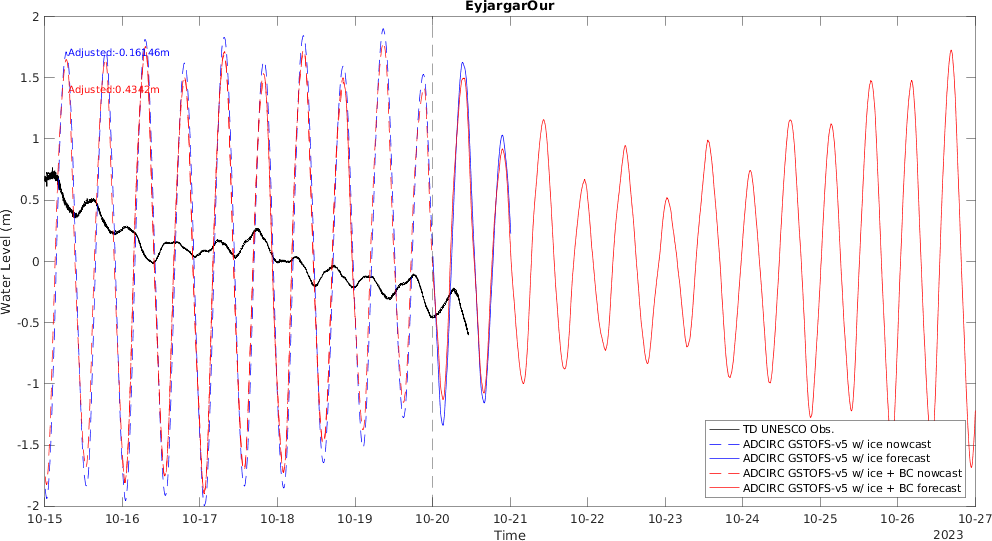 EyjargarOur
Adjusted:-0.16146m
Adjusted:0.4342m
Water Level (m)
2
1.5
1
0.5
0
-0.5
-1
-1.5
-2
TD UNESCO Obs.
ADCIRC GSTOFS-v5 w/ ice nowcast
ADCIRC GSTOFS-v5 w/ ice forecast
ADCIRC GSTOFS-v5 w/ ice + BC nowcast
ADCIRC GSTOFS-v5 w/ ice + BC forecast
10-15 10-16 10-17 10-18 10-19 10-20 10-21 10-22 10-23 10-24 10-25 10-26 10-27
Time
2023